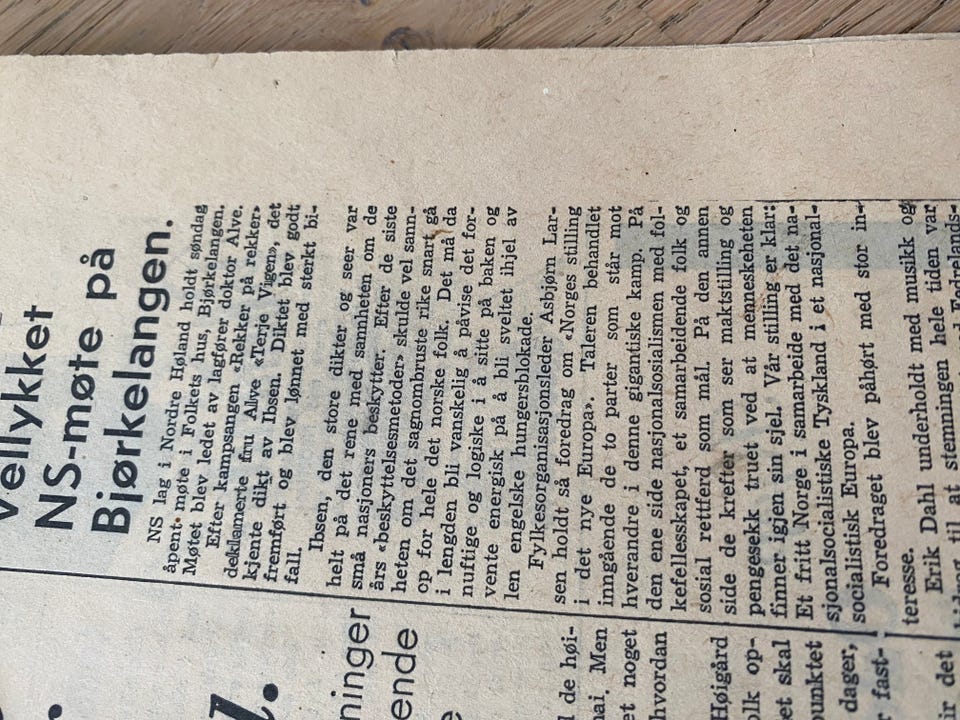 Vellykket
NS-møte på
Bjørkelangen.
NS lag i Nordre Høland holdt søndag
åpent møte i Folkets hus, Bjørkelangen.
Møtet blev ledet av lagfører doktor Alve.
Efter kampsangen «Rekker på rekker»
deklamerte fru Alve «Terje Vigen», det
kjente dikt av Ibsen. Diktet blev godt
fremført og blev lønnet med sterkt bi-
fall.
Ibsen, den store dikter og seer var
helt på det rene med sannheten om de
små nasjoners beskytter. Efter de siste
års «beskyttelsesmetoder» skulde vel sann-
heten om det sagnombruste rike snart gå
op for hele det norske folk. Det må da
i lengden bli vanskelig å påvise det for-
nuftige og logiske i å sitte på baken og
vente energisk på å bli sveltet ihjel av
len engelske hungersblokade.
Fylkesorganisasjonsleder Asbjørn Lar-
sen holdt så foredrag om «Norges stilling
i det nye Europa». Taleren behandlet
inngående de to parter som står mot
hverandre i denne gigantiske kamp. På
den ene side nasjonalsosialismen med fol-
kefellesskapet, et samarbeidende folk og
sosial rettferd som mål. På den annen
side de krefter som ser maktstilling og
pengesekk truet ved at menneskeheten
finner igjen sin sjel. Vår stilling er klar:
Et fritt Norge i samarbeide med det na-
sjonalsocialistiske Tyskland i et nasjonal-
socialistisk Europa.
Foredraget blev påhørt med stor in-
teresse.
Erik Dahl underholdt med musikk og
stemningen hele tiden var
til Fedrelands-
ninger
ende
l.
l de høi-
mai, Men
et noget
hvordan
Høigård
olk op-
et skal
punktet
dager,
fast-
ir det